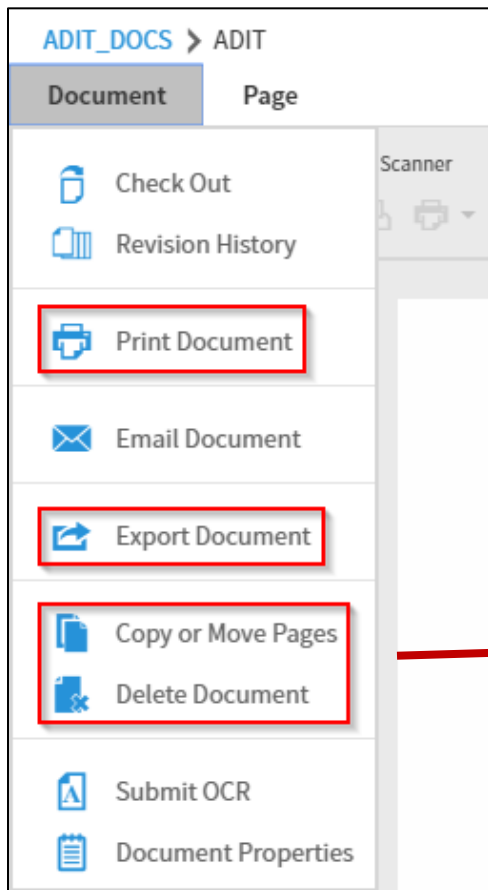 ADIT_DOCS > ADIT
Document Page
Scanner
Check Out
Revision History
Print Document
Email Document
Export Document
Copy or Move Pages
Delete Document
Submit OCR
Document Properties